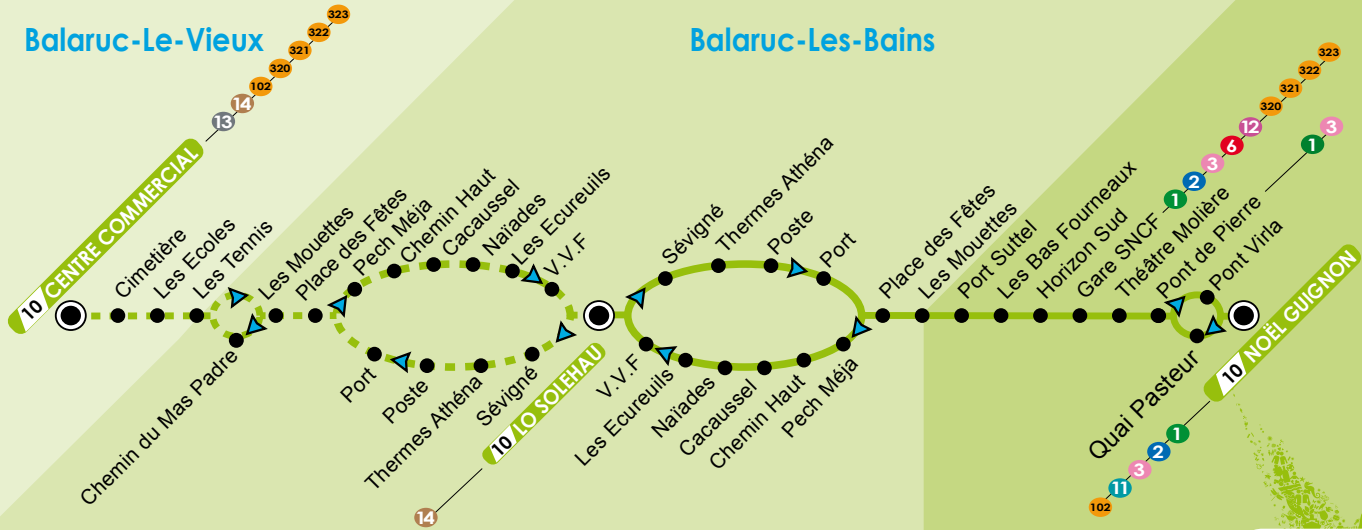 Balaruc-Le-Vieux
Balaruc-Les-Bains
10 CENTRE COMMERCIAL
13
14
102
320
321
322
323
Cimetière
Les Ecoles
Les Tennis
Chemin du Mas Padre
Les Mouettes
Place des Fêtes
Pech Méja
Chemin Haut
Cacaussel
Naïades
Les Ecureuils
V.V.F
Port
Poste
Thermes Athéna
Sévigné
10 LO SOLEHAU
14
Sévigné
Thermes Athéna
Poste
Port
V.V.F
Les Ecureuils
Naïades
Cacaussel
Chemin Haut
Pech Méja
Place des Fêtes
Les Mouettes
Port Suttel
Les Bas Fourneaux
Horizon Sud
Gare SNCF
1
2
3
6
12
320
321
322
323
Théâtre Molière
Pont de Pierre
1
3
Pont Virla
Quai Pasteur
10 NOËL GUIGNON
1
2
3
11
102